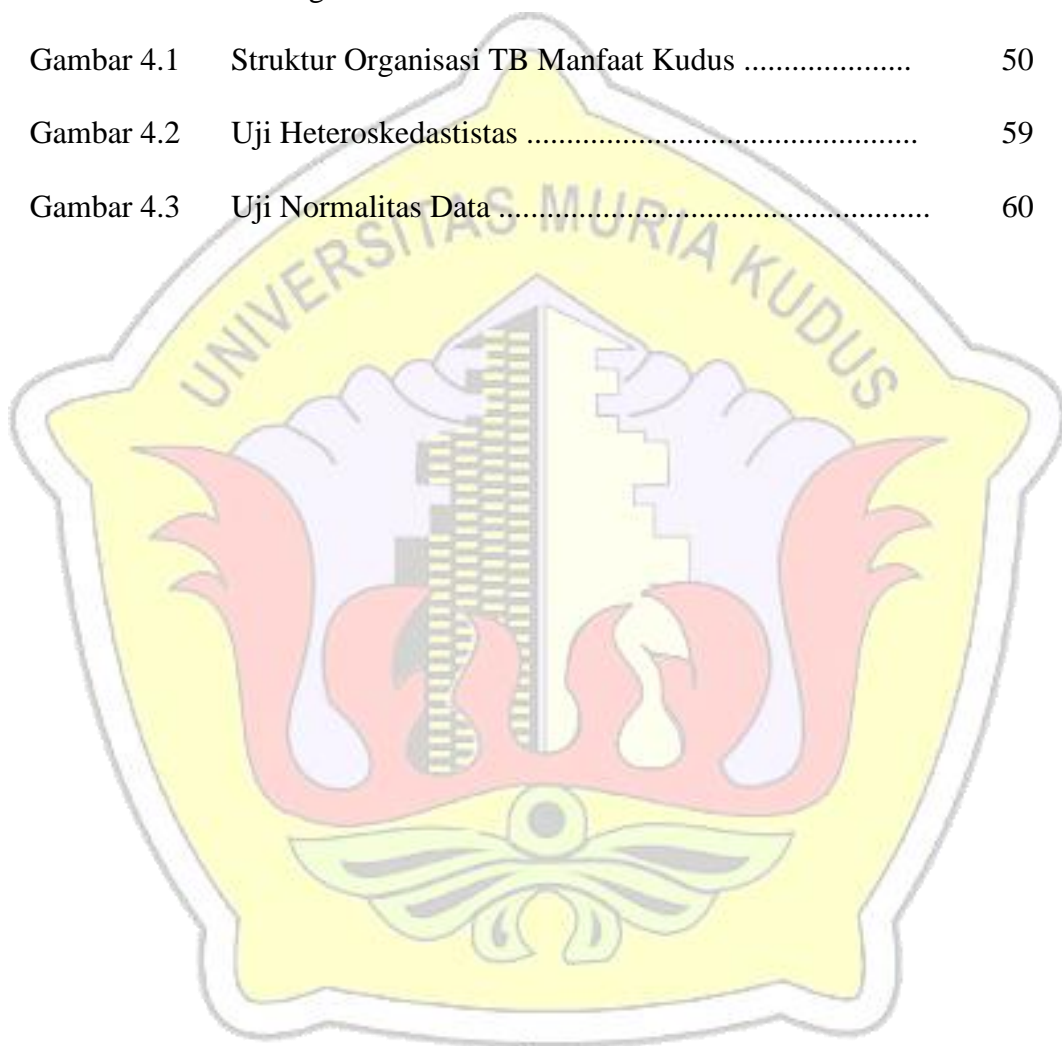 Gambar 4.1 Struktur Organisasi TB Manfaat Kudus ..................... 50
Gambar 4.2 Uji Heteroskedastistas ................................................. 59
Gambar 4.3 Uji Normalitas Data ...................................................... 60
UNIVERSITAS MURIA KUDUS